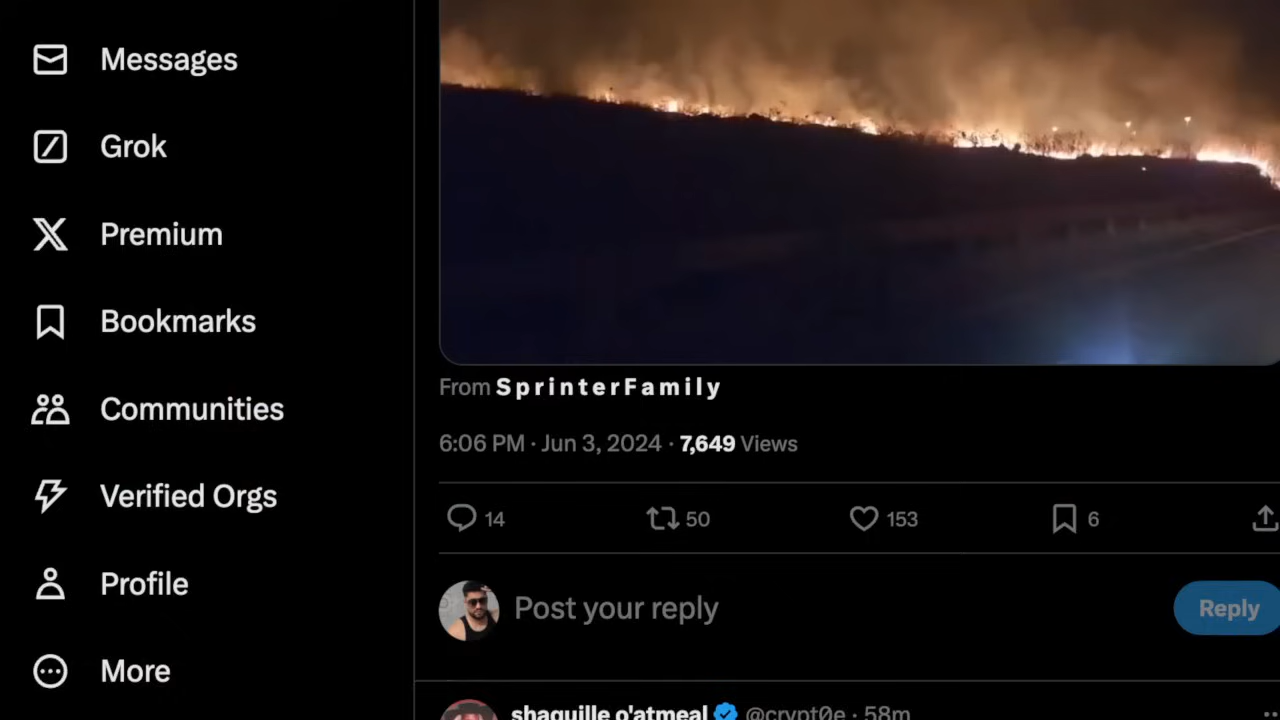 Messages
Grok
Premium
Bookmarks
Communities
Verified Orgs
Profile
More
From SprinterFamily
6:06 PM · Jun 3, 2024 · 7,649 Views
14 50 153 6
Post your reply
Reply
shaquille o'atmeal @crypt0e · 58m